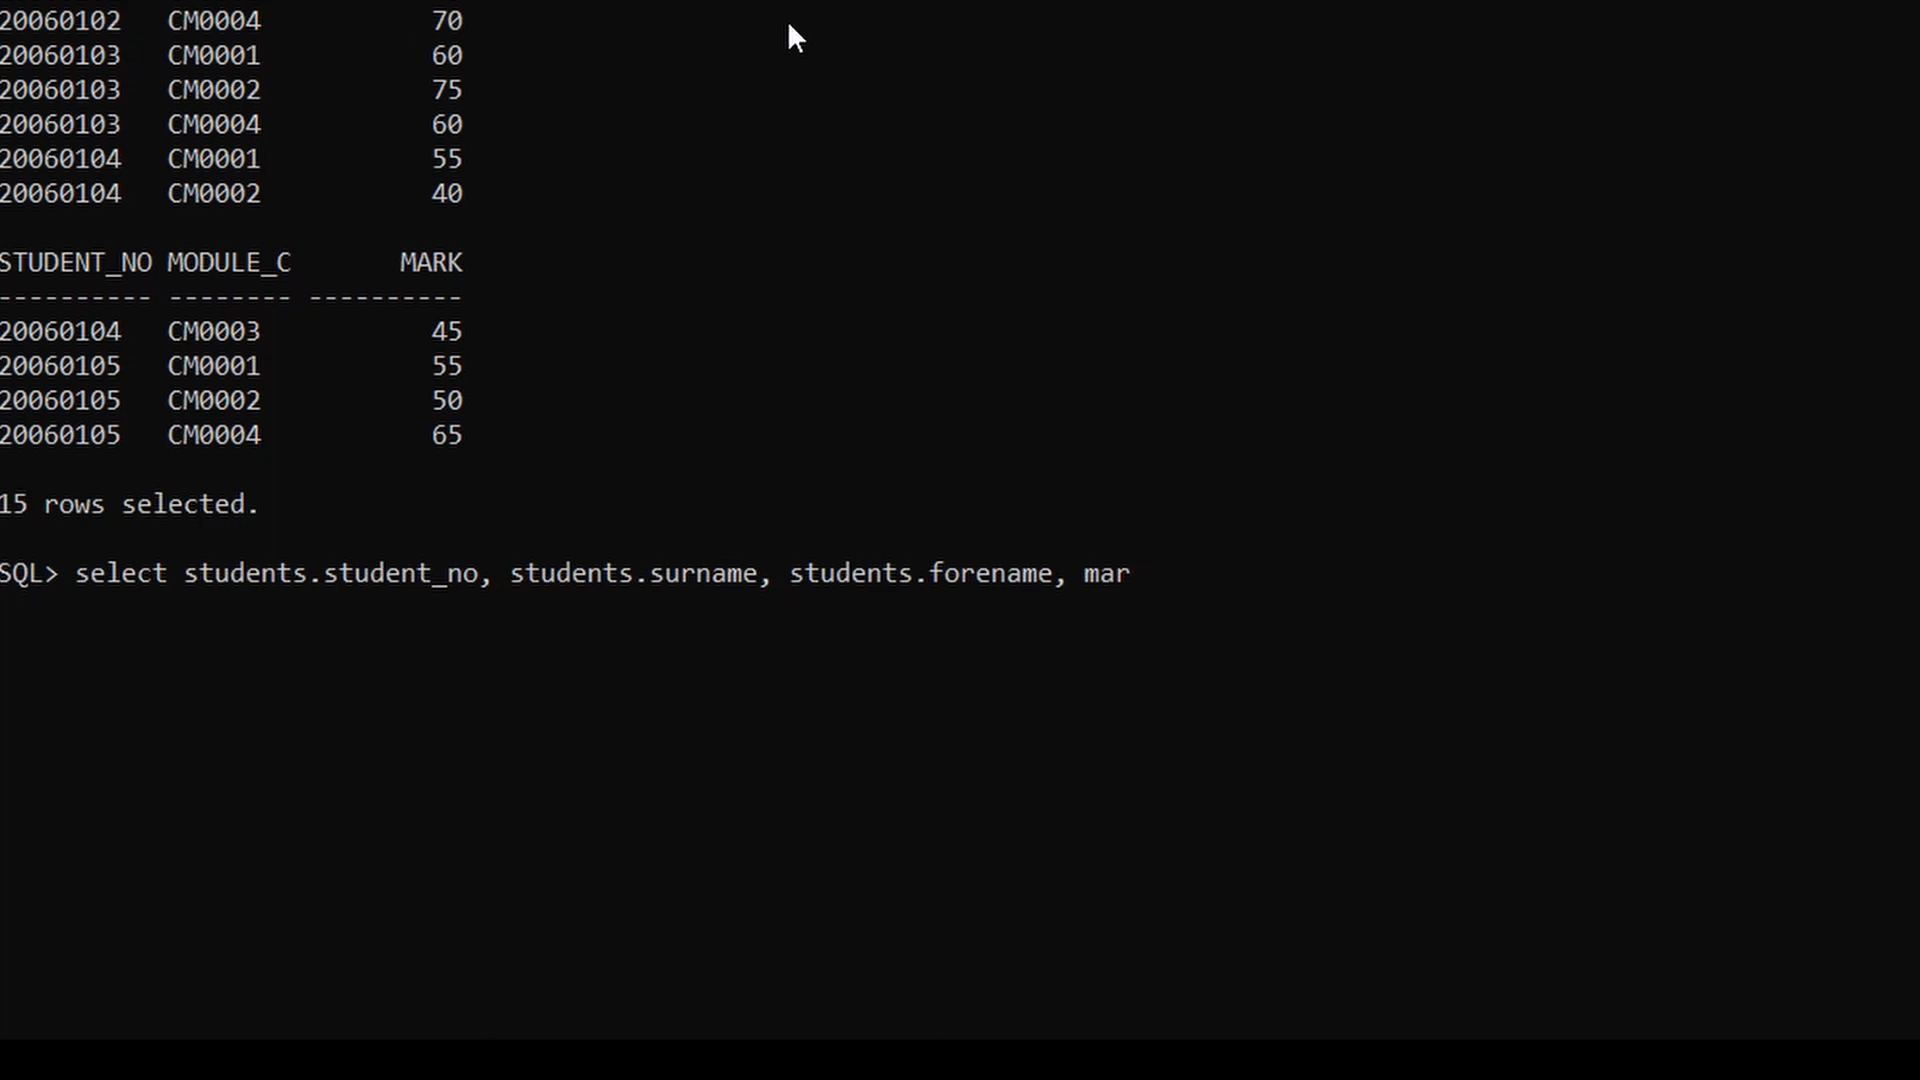 20060102 CM0004 70
20060103 CM0001 60
20060103 CM0002 75
20060103 CM0004 60
20060104 CM0001 55
20060104 CM0002 40
STUDENT_NO MODULE_C MARK
---------- -------- ----------
20060104 CM0003 45
20060105 CM0001 55
20060105 CM0002 50
20060105 CM0004 65
15 rows selected.
SQL> select students.student_no, students.surname, students.forename, mar